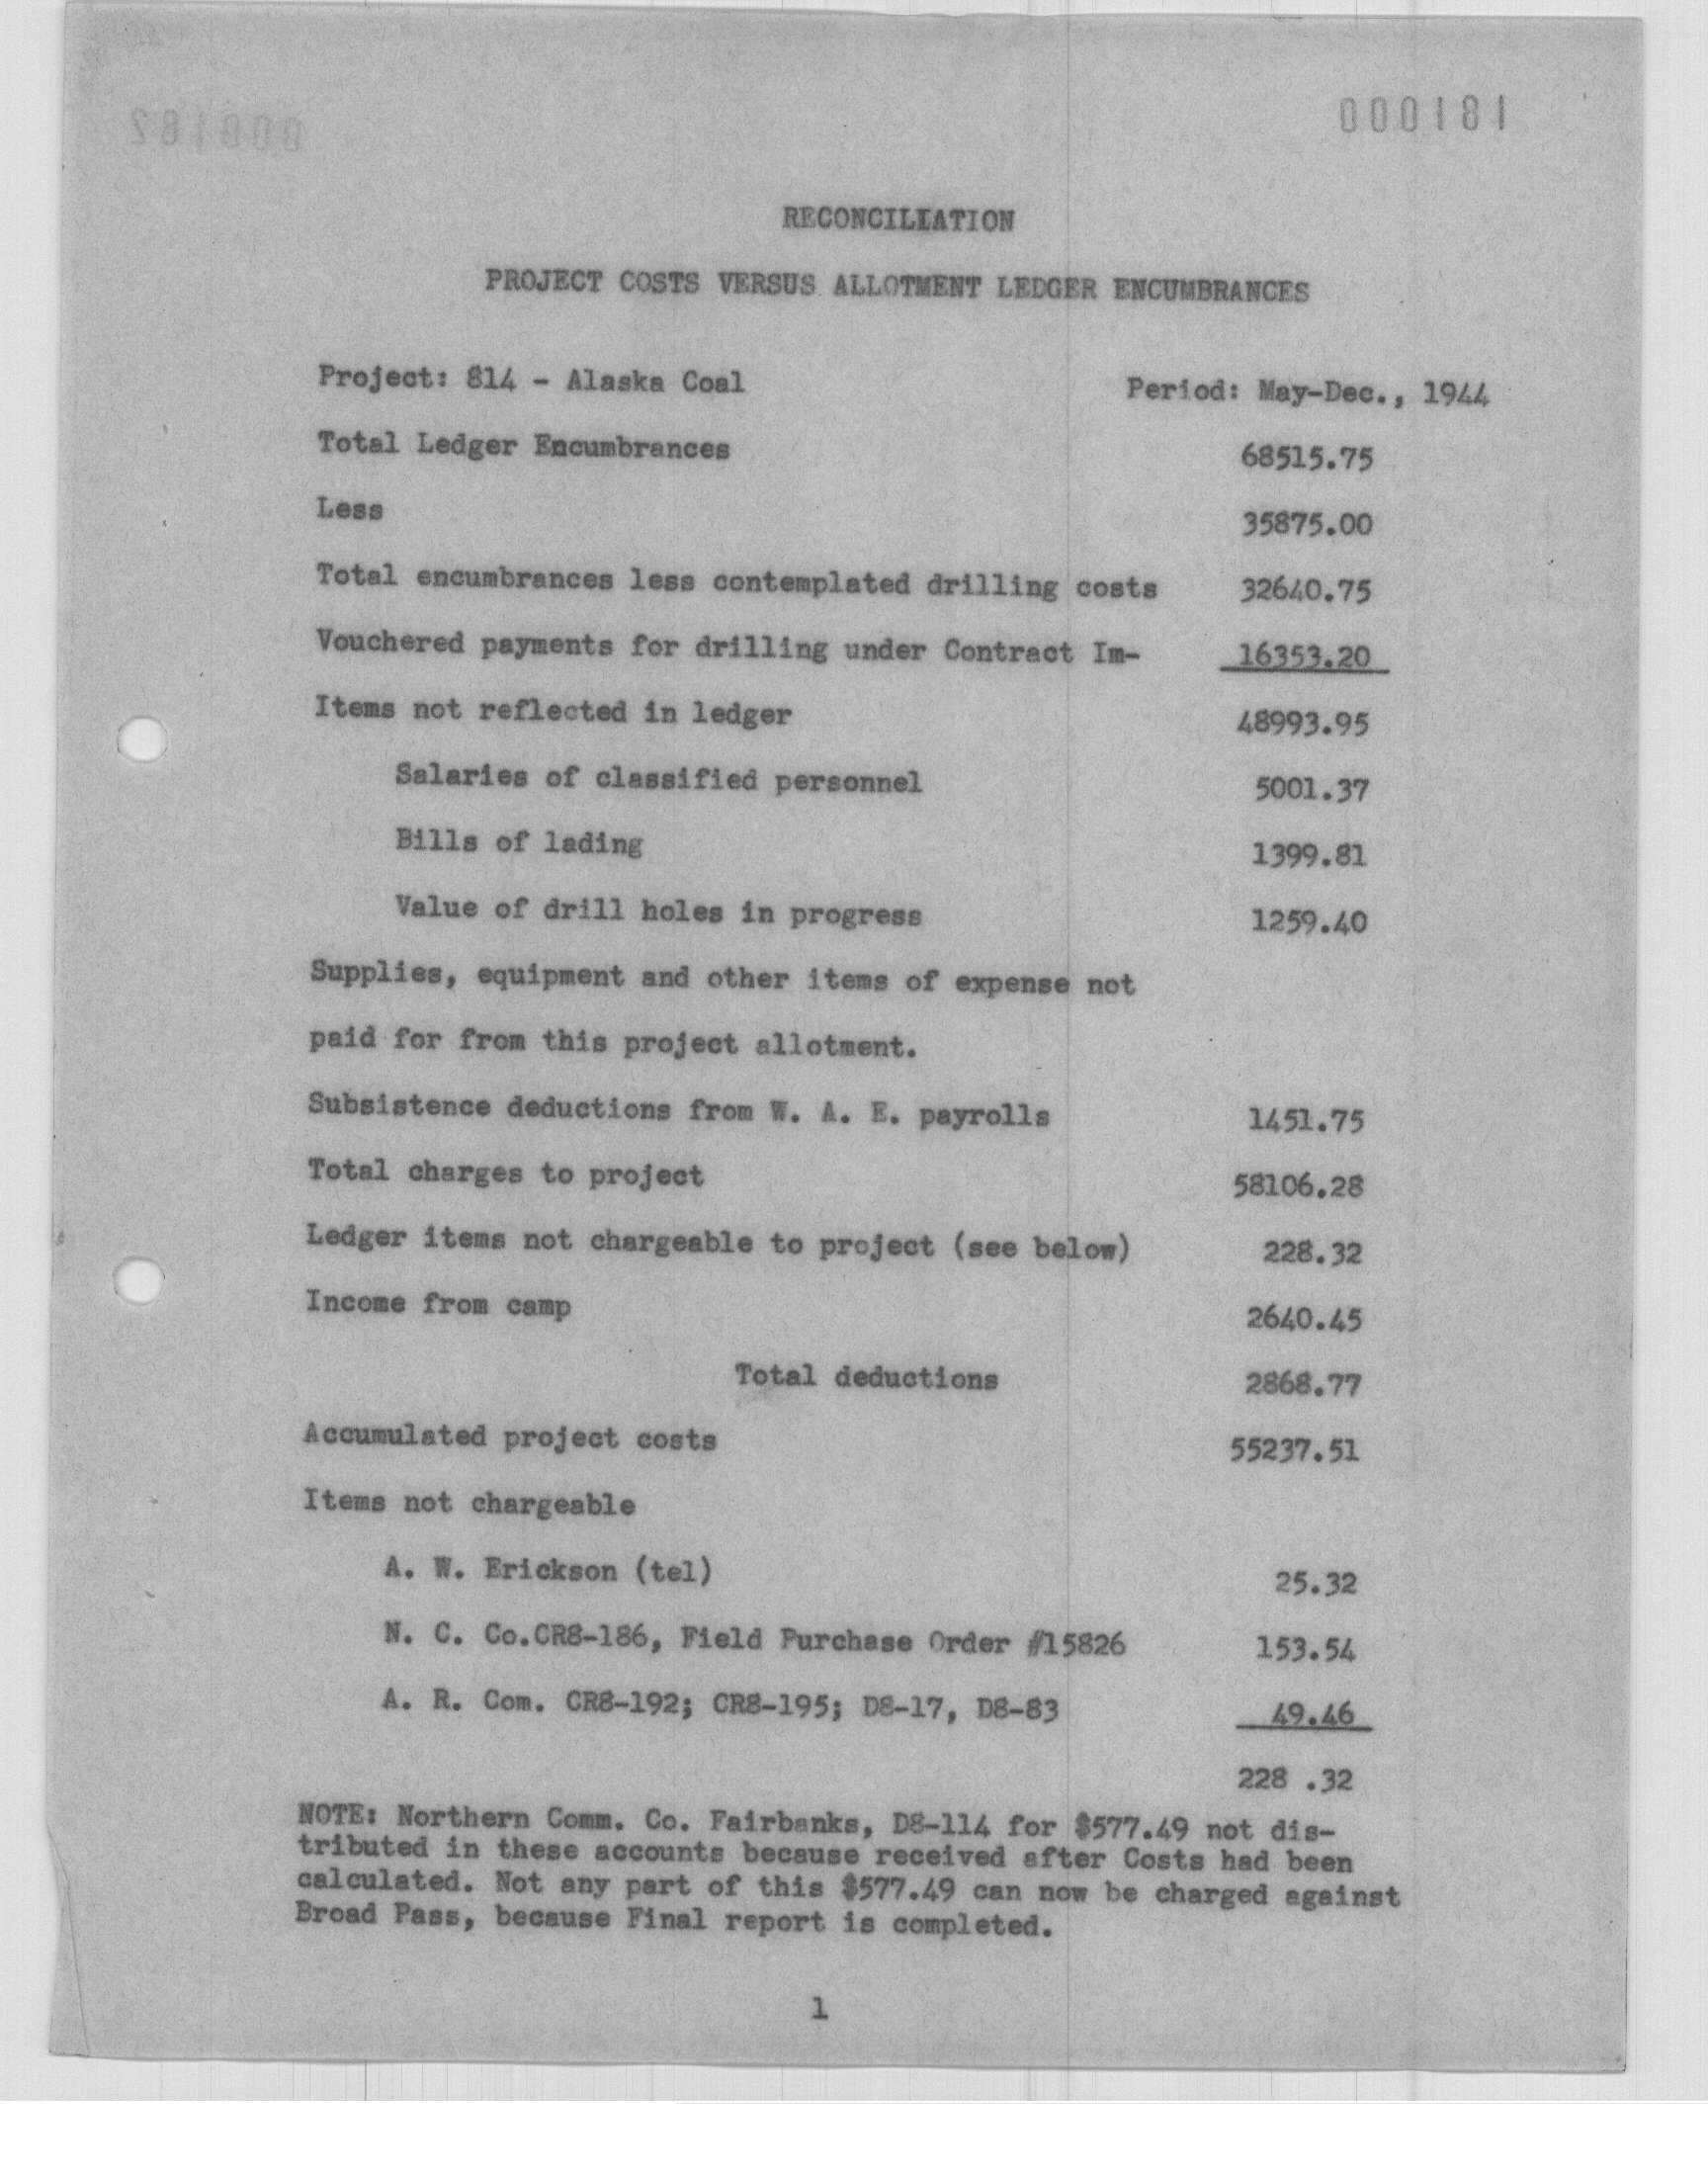 000181
RECONCILIATION
PROJECT COSTS VERSUS ALLOTMENT LEDGER ENCUMBRANCES
Project: 814 - Alaska Coal Period: May-Dec., 1944
Total Ledger Encumbrances 68515.75
Less 35875.00
Total encumbrances less contemplated drilling costs 32640.75
Vouchered payments for drilling under Contract Im- 16353.20
Items not reflected in ledger 48993.95
Salaries of classified personnel 5001.37
Bills of lading 1399.81
Value of drill holes in progress 1259.40
Supplies, equipment and other items of expense not
paid for from this project allotment.
Subsistence deductions from W. A. E. payrolls 1451.75
Total charges to project 58106.28
Ledger items not chargeable to project (see below) 228.32
Income from camp 2640.45
Total deductions 2868.77
Accumulated project costs 55237.51
Items not chargeable
A. W. Erickson (tel) 25.32
N. C. Co.CR8-186, Field Purchase Order #15826 153.54
A. R. Com. CR8-192; CR8-195; D8-17, D8-83 49.46
228 .32
NOTE: Northern Comm. Co. Fairbanks, D8-114 for $577.49 not dis-
tributed in these accounts because received after Costs had been
calculated. Not any part of this $577.49 can now be charged against
Broad Pass, because Final report is completed.
1